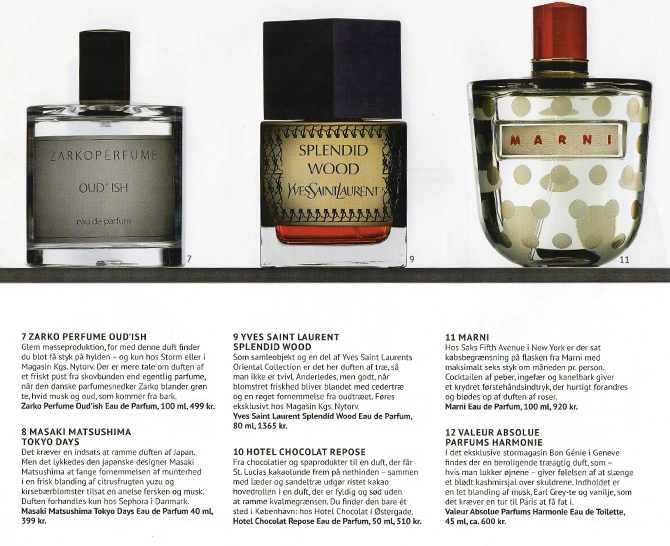 ZARKOPERFUME
OUD' ISH
eau de parfum
7
SPLENDID
WOOD
YVESSAINTLAURENT
9
MARNI
11
7 ZARKO PERFUME OUD'ISH
Glem masseproduktion, for med denne duft finder
du blot få styk på hylden – og kun hos Storm eller i
Magasin Kgs. Nytorv. Der er mere tale om duften af
et friskt pust fra skovbunden end egentlig parfume,
når den danske parfumesnedker Zarko blander grøn
te, hvid musk og oud, som kommer fra bark.
Zarko Perfume Oud'ish Eau de Parfum, 100 ml, 499 kr.
8 MASAKI MATSUSHIMA
TOKYO DAYS
Det kræver en indsats at ramme duften af Japan.
Men det lykkedes den japanske designer Masaki
Matsushima at fange fornemmelsen af munterhed
i en frisk blanding af citrusfrugten yuzu og
kirsebærblomster tilsat en anelse fersken og musk.
Duften forhandles kun hos Sephora i Danmark.
Masaki Matsushima Tokyo Days Eau de Parfum 40 ml,
399 kr.
9 YVES SAINT LAURENT
SPLENDID WOOD
Som samleobjekt og en del af Yves Saint Laurents
Oriental Collection er det her duften af træ, så
man ikke er tvivl. Anderledes, men godt, når
blomstret friskhed bliver blandet med cedertræ
og en røget fornemmelse fra oudtræet. Føres
eksklusivt hos Magasin Kgs. Nytorv.
Yves Saint Laurent Splendid Wood Eau de Parfum,
80 ml, 1365 kr.
10 HOTEL CHOCOLAT REPOSE
Fra chocolatier og spaprodukter til en duft, der får
St. Lucias kakaolunde frem på nethinden – sammen
med læder og sandeltræ udgør ristet kakao
hovedrollen i en duft, der er fyldig og sød uden
at ramme kvalmegrænsen. Du finder den bare ét
sted i København: hos Hotel Chocolat i Østergade.
Hotel Chocolat Repose Eau de Parfum, 50 ml, 510 kr.
11 MARNI
Hos Saks Fifth Avenue i New York er der sat
købsbegrænsning på flasken fra Marni med
maksimalt seks styk om måneden pr. person.
Cocktailen af peber, ingefær og kanelbark giver
et krydret førstehåndsindtryk, der hurtigt forandres
og blødes op af duften af roser.
Marni Eau de Parfum, 100 ml, 920 kr.
12 VALEUR ABSOLUE
PARFUMS HARMONIE
I det eksklusive stormagasin Bon Génie i Geneve
findes der en beroligende træagtig duft, som –
hvis man lukker øjnene – giver følelsen af at slænge
et blødt kashmirsjal over skuldrene. Indholdet er
en let blanding af musk, Earl Grey-te og vanilje, som
det kræver en tur til Paris at få fat i.
Valeur Absolue Parfums Harmonie Eau de Toilette,
45 ml, ca. 600 kr.